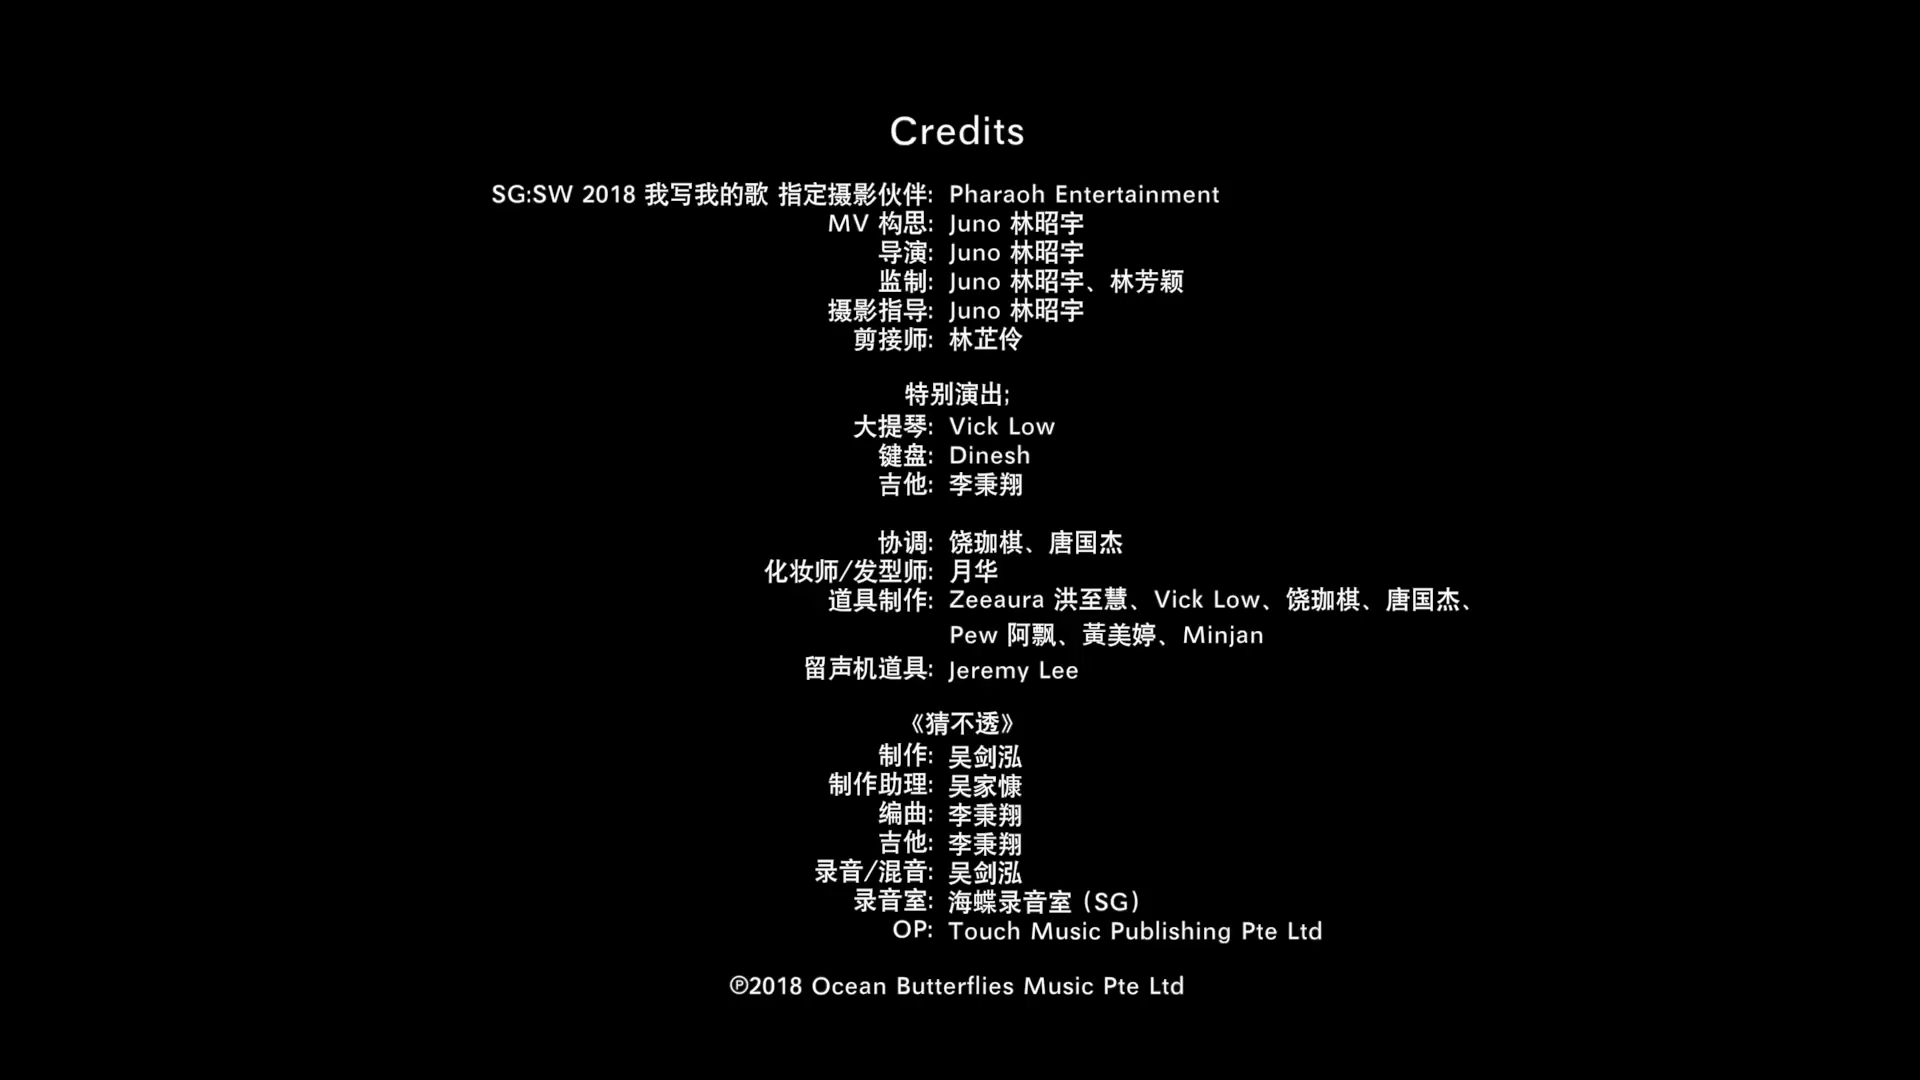 Credits
SG:SW 2018 我写我的歌 指定摄影伙伴: Pharaoh Entertainment
MV 构思: Juno 林昭宇
导演: Juno 林昭宇
监制: Juno 林昭宇、林芳颖
摄影指导: Juno 林昭宇
剪接师: 林芷伶
特别演出;
大提琴: Vick Low
键盘: Dinesh
吉他: 李秉翔
协调: 饶珈棋、唐国杰
化妆师/发型师: 月华
道具制作: Zeeaura 洪至慧、Vick Low、饶珈棋、唐国杰、
Pew 阿飘、黃美婷、Minjan
留声机道具: Jeremy Lee
《猜不透》
制作: 吴剑泓
制作助理: 吴家慷
编曲: 李秉翔
吉他: 李秉翔
录音/混音: 吴剑泓
录音室: 海蝶录音室（SG）
OP: Touch Music Publishing Pte Ltd
℗2018 Ocean Butterflies Music Pte Ltd